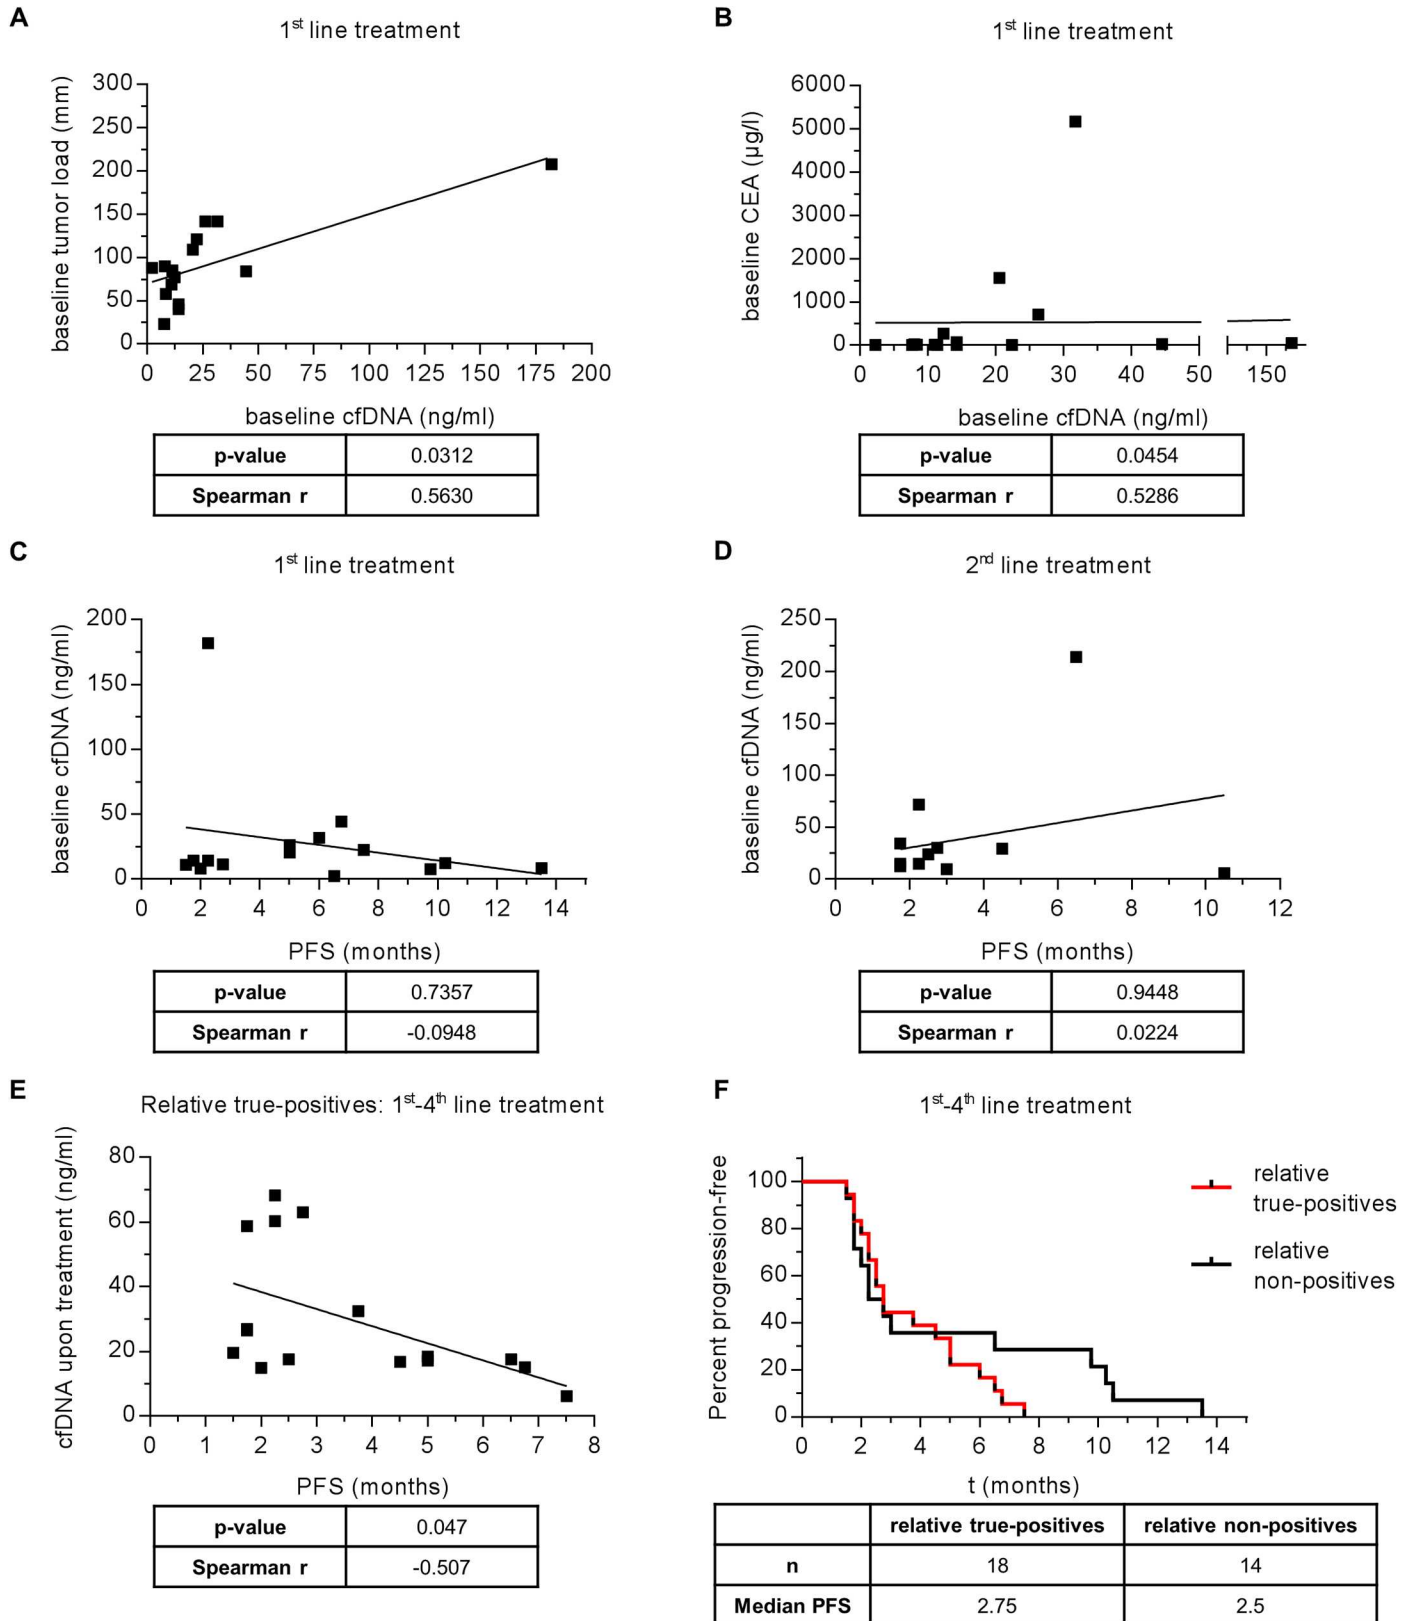 A
1st line treatment
baseline tumor load (mm)
300
250
200
150
100
50
0
0 25 50 75 100 125 150 175 200
baseline cfDNA (ng/ml)
p-value 0.0312
Spearman r 0.5630
B
1st line treatment
baseline CEA (µg/l)
6000
5000
4000
3000
2000
1000
0
0 10 20 30 40 50 150
baseline cfDNA (ng/ml)
p-value 0.0454
Spearman r 0.5286
C
1st line treatment
baseline cfDNA (ng/ml)
200
150
100
50
0
0 2 4 6 8 10 12 14
PFS (months)
p-value 0.7357
Spearman r -0.0948
D
2nd line treatment
baseline cfDNA (ng/ml)
250
200
150
100
50
0
0 2 4 6 8 10 12
PFS (months)
p-value 0.9448
Spearman r 0.0224
E
Relative true-positives: 1st-4th line treatment
cfDNA upon treatment (ng/ml)
80
60
40
20
0
0 1 2 3 4 5 6 7 8
PFS (months)
p-value 0.047
Spearman r -0.507
F
1st-4th line treatment
Percent progression-free
100
80
60
40
20
0
0 2 4 6 8 10 12 14
t (months)
relative
true-positives
relative
non-positives
relative true-positives relative non-positives
n 18 14
Median PFS 2.75 2.5